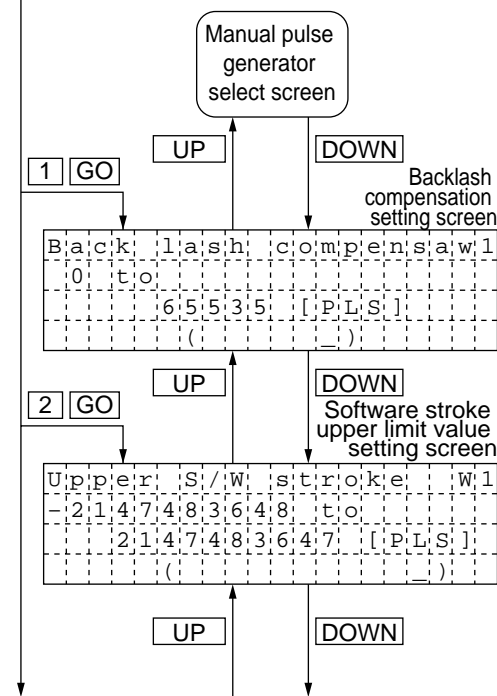 Manual pulse
generator
select screen
UP
DOWN
1 GO
Backlash
compensation
setting screen
Back lash compensaw1
0 to
65535 [PLS]
( _)
UP
DOWN
2 GO
Software stroke
upper limit value
setting screen
Upper S/W stroke W1
-2147483648 to
2147483647 [PLS]
( _)
UP
DOWN